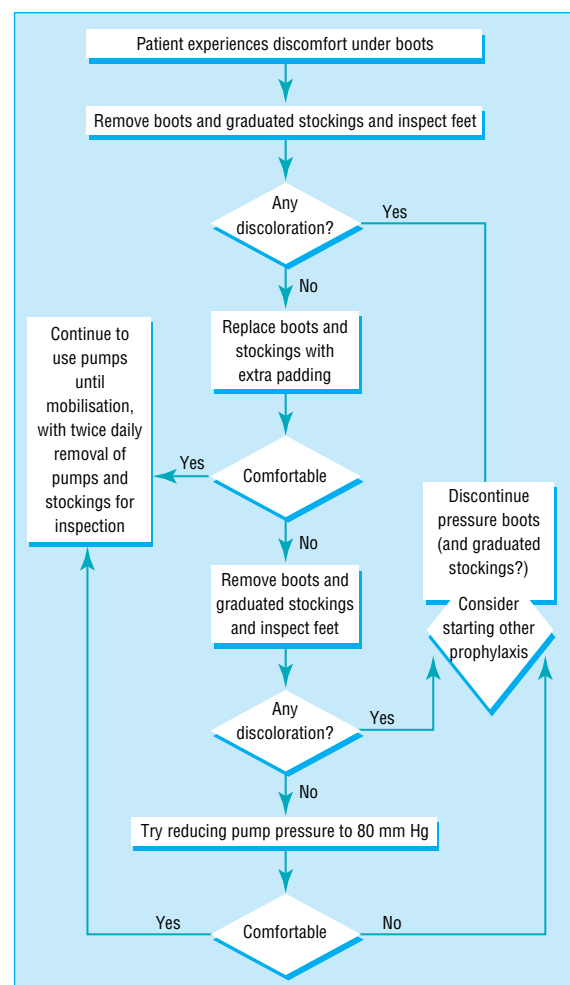 Patient experiences discomfort under boots
Remove boots and graduated stockings and inspect feet
Any
discoloration?
Yes
No
Replace boots and
stockings with
extra padding
Continue to
use pumps
until
mobilisation,
with twice daily
removal of
pumps and
stockings for
inspection
Yes
Comfortable
No
Discontinue
pressure boots
(and graduated
stockings?)
Consider
starting other
prophylaxis
Remove boots and
graduated stockings
and inspect feet
Any
discoloration?
Yes
No
Try reducing pump pressure to 80 mm Hg
Yes
Comfortable
No